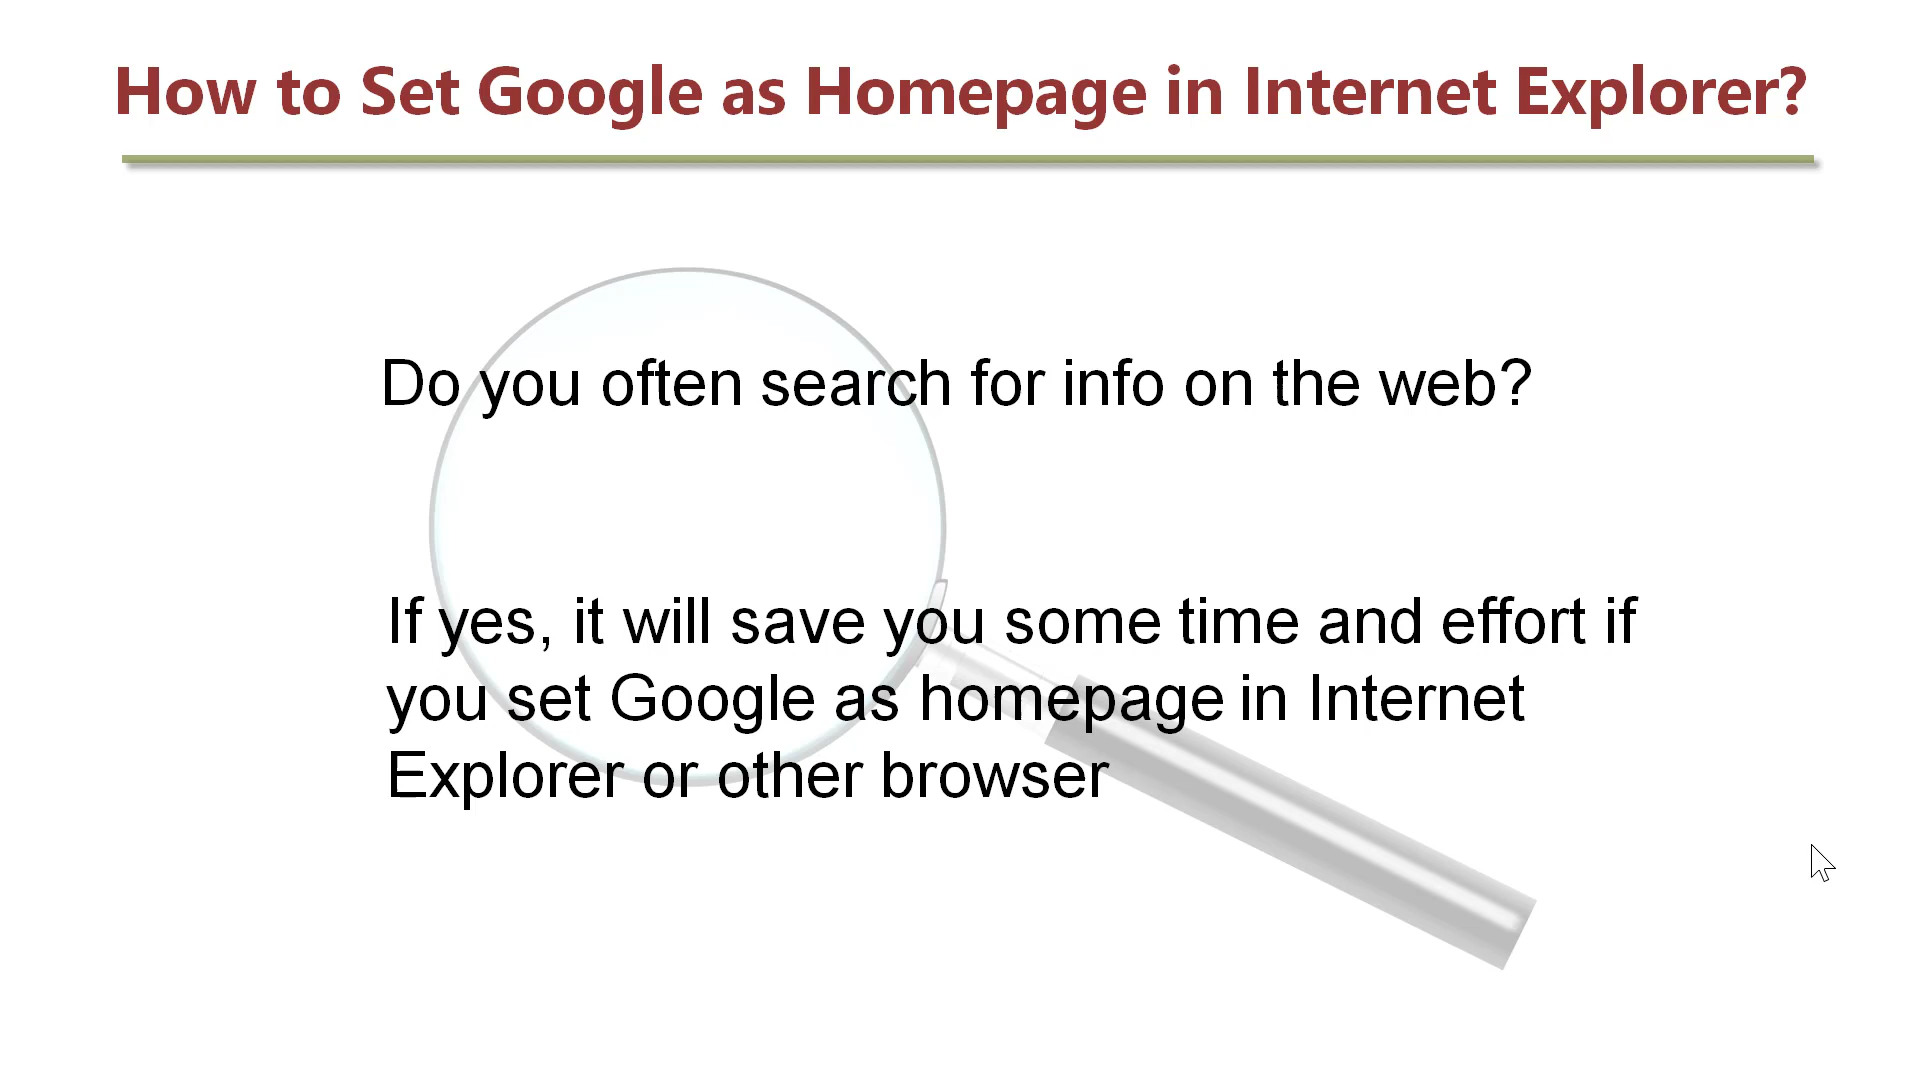 How to Set Google as Homepage in Internet Explorer?
Do you often search for info on the web?
If yes, it will save you some time and effort if
you set Google as homepage in Internet
Explorer or other browser